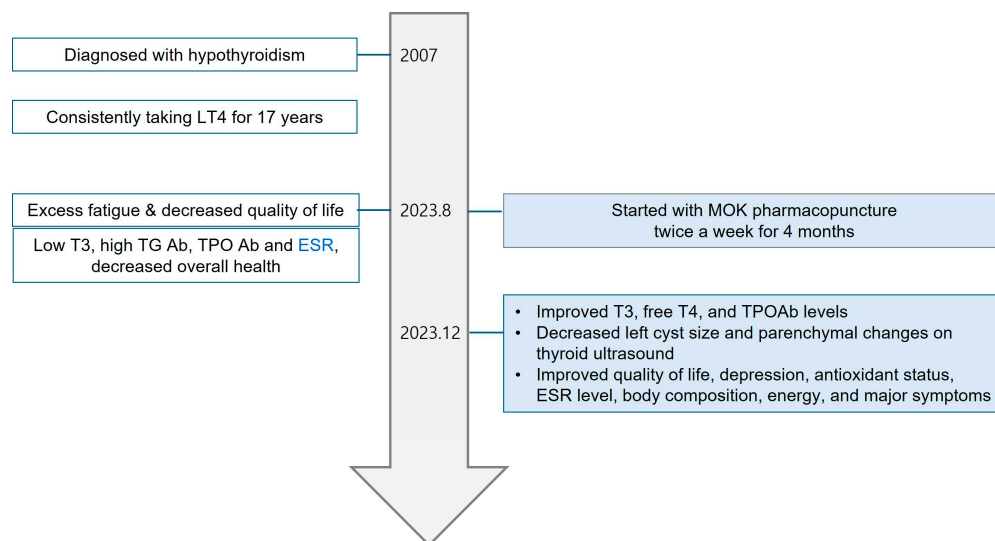 Diagnosed with hypothyroidism
2007
Consistently taking LT4 for 17 years
Excess fatigue & decreased quality of life
2023.8
Started with MOK pharmacopuncture
twice a week for 4 months
Low T3, high TG Ab, TPO Ab and ESR,
decreased overall health
2023.12
• Improved T3, free T4, and TPOAb levels
• Decreased left cyst size and parenchymal changes on
thyroid ultrasound
• Improved quality of life, depression, antioxidant status,
ESR level, body composition, energy, and major symptoms